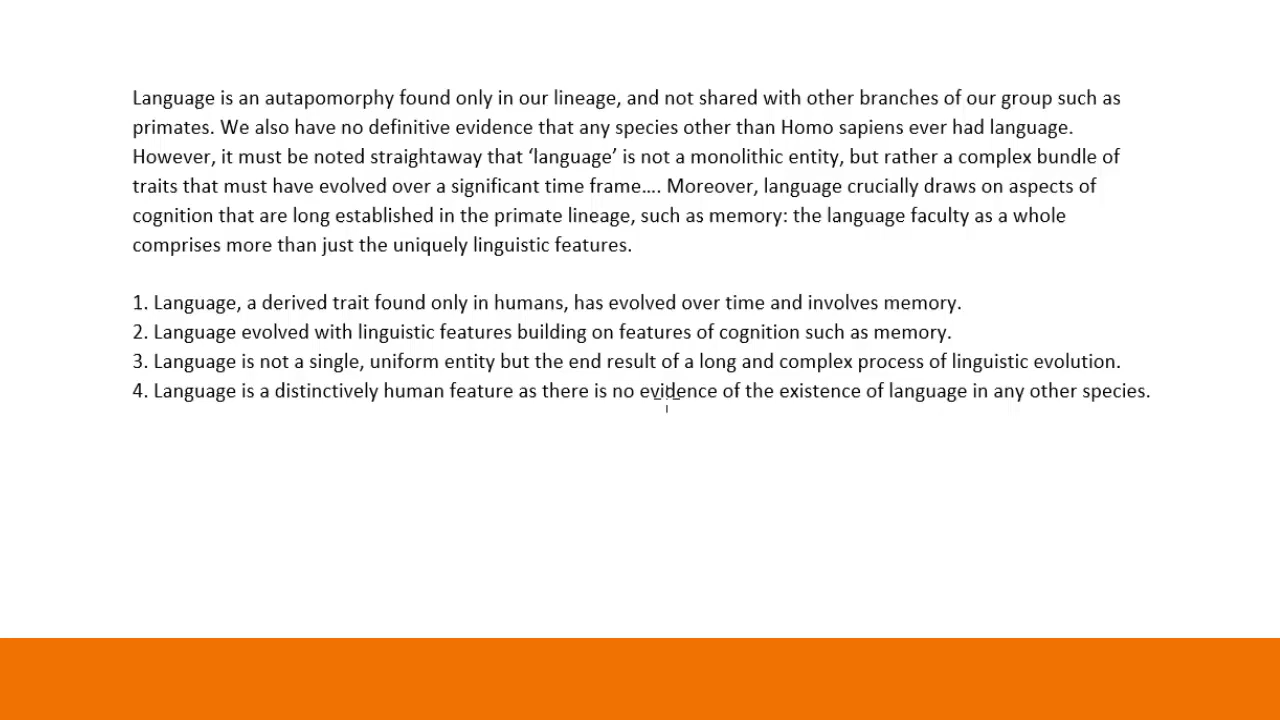 Language is an autapomorphy found only in our lineage, and not shared with other branches of our group such as
primates. We also have no definitive evidence that any species other than Homo sapiens ever had language.
However, it must be noted straightaway that ‘language’ is not a monolithic entity, but rather a complex bundle of
traits that must have evolved over a significant time frame.... Moreover, language crucially draws on aspects of
cognition that are long established in the primate lineage, such as memory: the language faculty as a whole
comprises more than just the uniquely linguistic features.
1. Language, a derived trait found only in humans, has evolved over time and involves memory.
2. Language evolved with linguistic features building on features of cognition such as memory.
3. Language is not a single, uniform entity but the end result of a long and complex process of linguistic evolution.
4. Language is a distinctively human feature as there is no evidence of the existence of language in any other species.